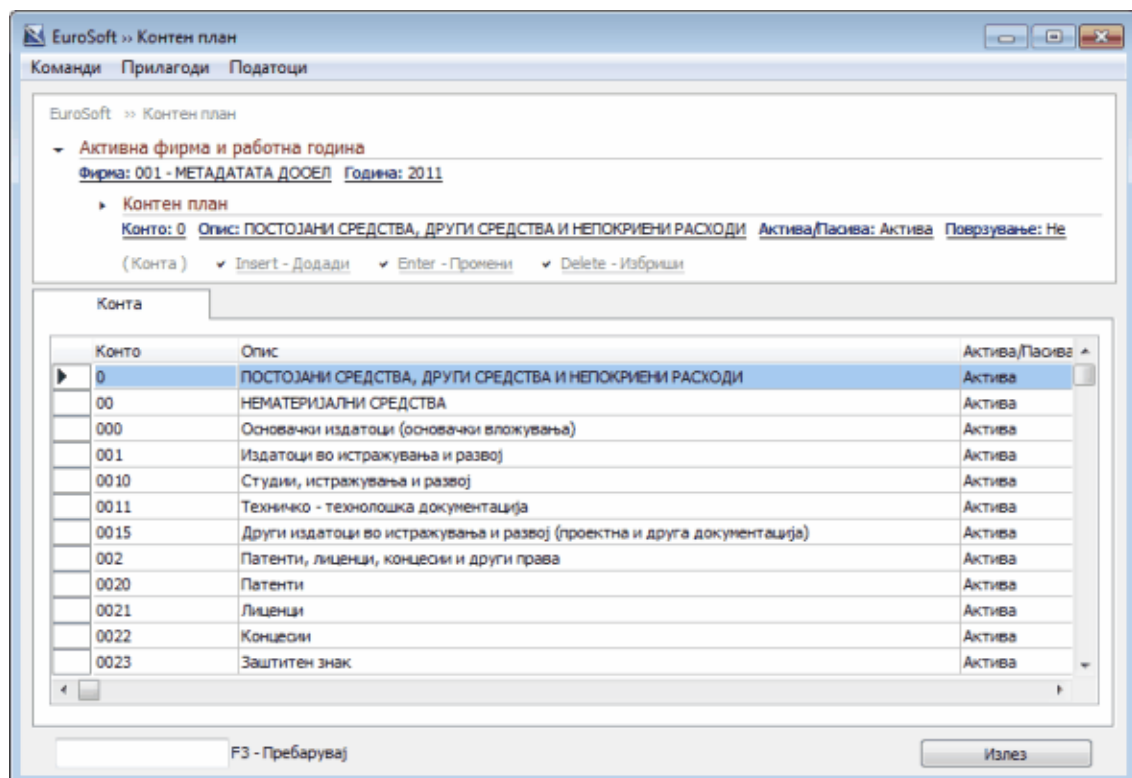 EuroSoft » Контен план
Команди Прилагоди Податоци
EuroSoft » Контен план
Активна фирма и работна година
Фирма: 001 - МЕТАДАТАТА ДООЕЛ Година: 2011
Контен план
Конто: 0 Опис: ПОСТОЈАНИ СРЕДСТВА, ДРУГИ СРЕДСТВА И НЕПОКРИЕНИ РАСХОДИ Актива/Пасива: Актива Поврзување: Не
(Конта) Insert - Додади Enter - Промени Delete - Избриши
Конта
Конто Опис Актива/Пасива
0 ПОСТОЈАНИ СРЕДСТВА, ДРУГИ СРЕДСТВА И НЕПОКРИЕНИ РАСХОДИ Актива
00 НЕМАТЕРИЈАЛНИ СРЕДСТВА Актива
000 Основачки издатоци (основачки вложувања) Актива
001 Издатоци во истражувања и развој Актива
0010 Студии, истражувања и развој Актива
0011 Техничко - технолошка документација Актива
0015 Други издатоци во истражувања и развој (проектна и друга документација) Актива
002 Патенти, лиценци, концесии и други права Актива
0020 Патенти Актива
0021 Лиценци Актива
0022 Концесии Актива
0023 Заштитен знак Актива
F3 - Пребарувај Излез